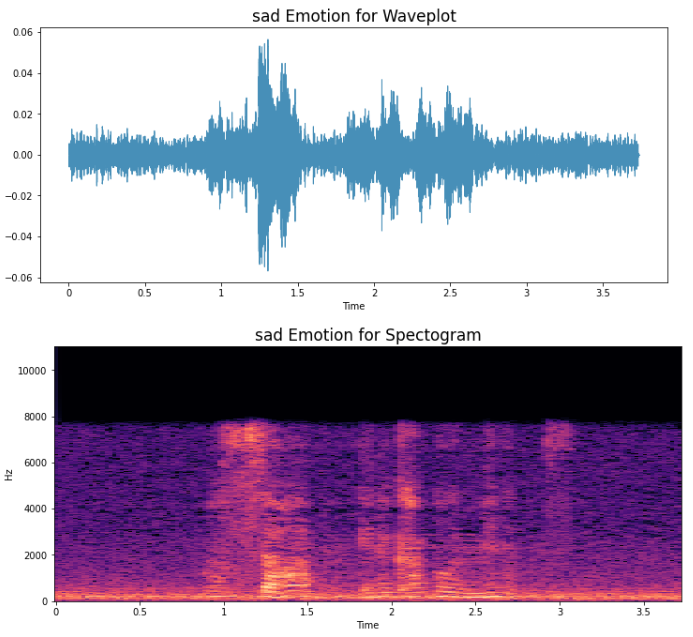 sad Emotion for Waveplot
0.06
0.04
0.02
0.00
−0.02
−0.04
−0.06
0 0.5 1 1.5 2 2.5 3 3.5
Time
sad Emotion for Spectogram
10000
8000
6000
4000
2000
0
Hz
0 0.5 1 1.5 2 2.5 3 3.5
Time